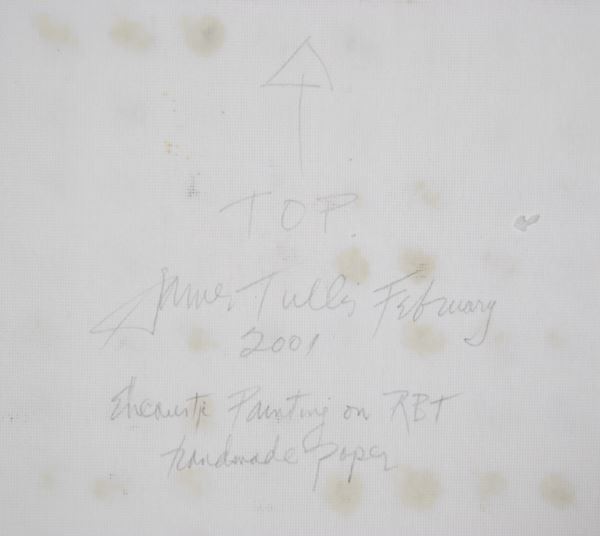 TOP.
James Tullis February
2001
Encaustic Painting on RBT
handmade paper